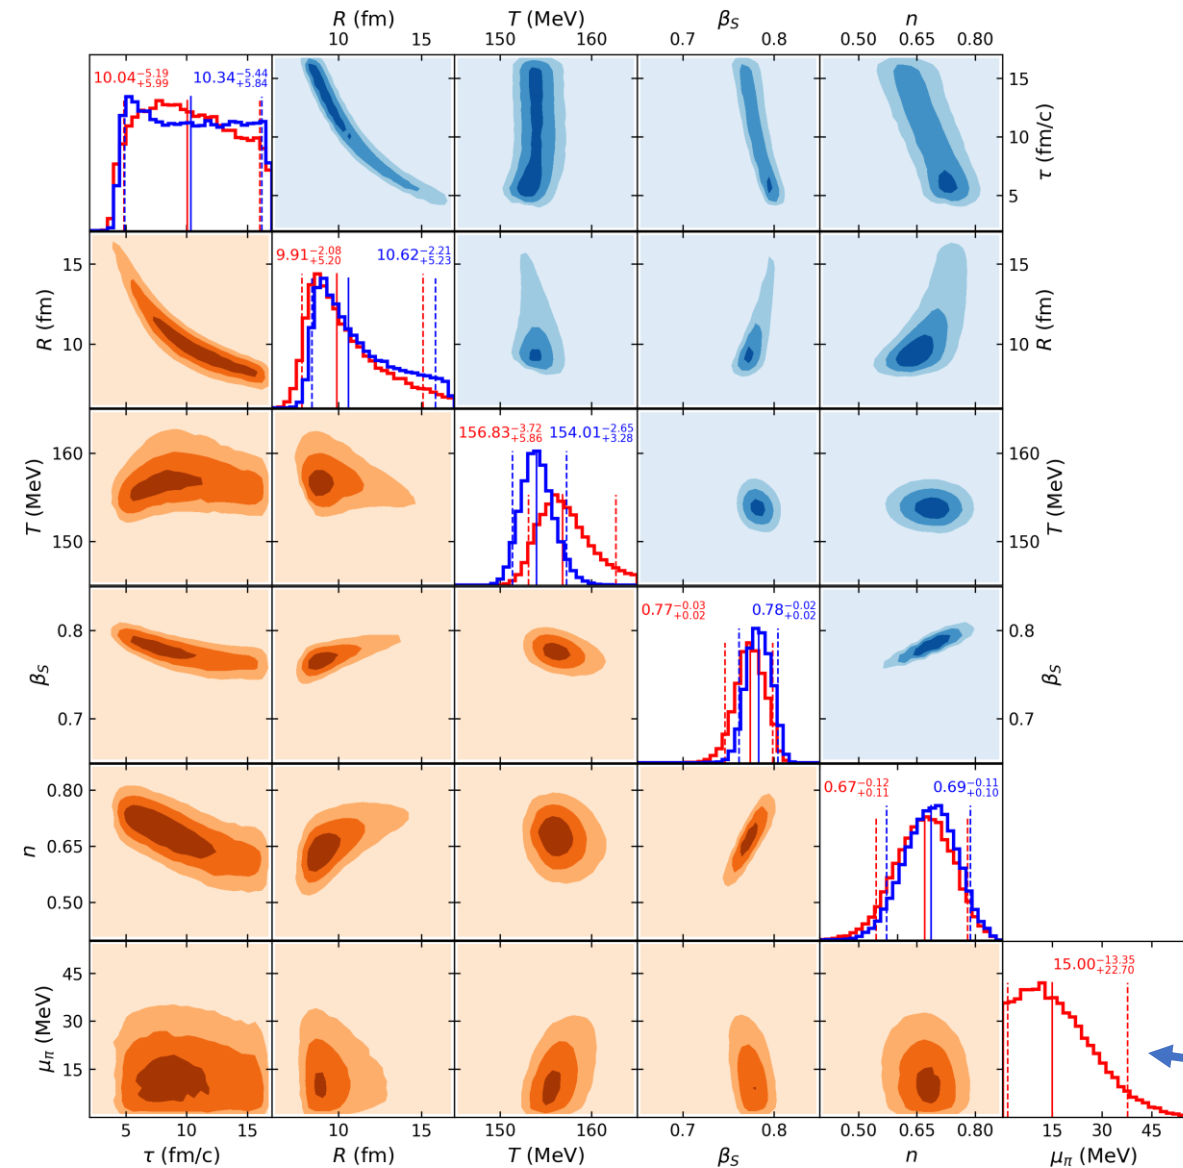 R (fm) T (MeV) β_S n
10 15 150 160 0.7 0.8 0.50 0.65 0.80
10.04^{-5.19}_{+5.99} 10.34^{-5.44}_{+5.84}
15
10
5
τ (fm/c)
R (fm)
15
10
9.91^{-2.08}_{+5.20} 10.62^{-2.21}_{+5.23}
15
10
R (fm)
T (MeV)
160
150
156.83^{-3.72}_{+5.86} 154.01^{-2.65}_{+3.28}
160
150
T (MeV)
β_S
0.8
0.7
0.77^{-0.03}_{+0.02} 0.78^{-0.02}_{+0.02}
0.8
0.7
β_S
n
0.80
0.65
0.50
0.67^{-0.12}_{+0.11} 0.69^{-0.11}_{+0.10}
μ_π (MeV)
45
30
15
15.00^{-13.35}_{+22.70}
5 10 15 10 15 150 160 0.7 0.8 0.50 0.65 0.80 15 30 45
τ (fm/c) R (fm) T (MeV) β_S n μ_π (MeV)